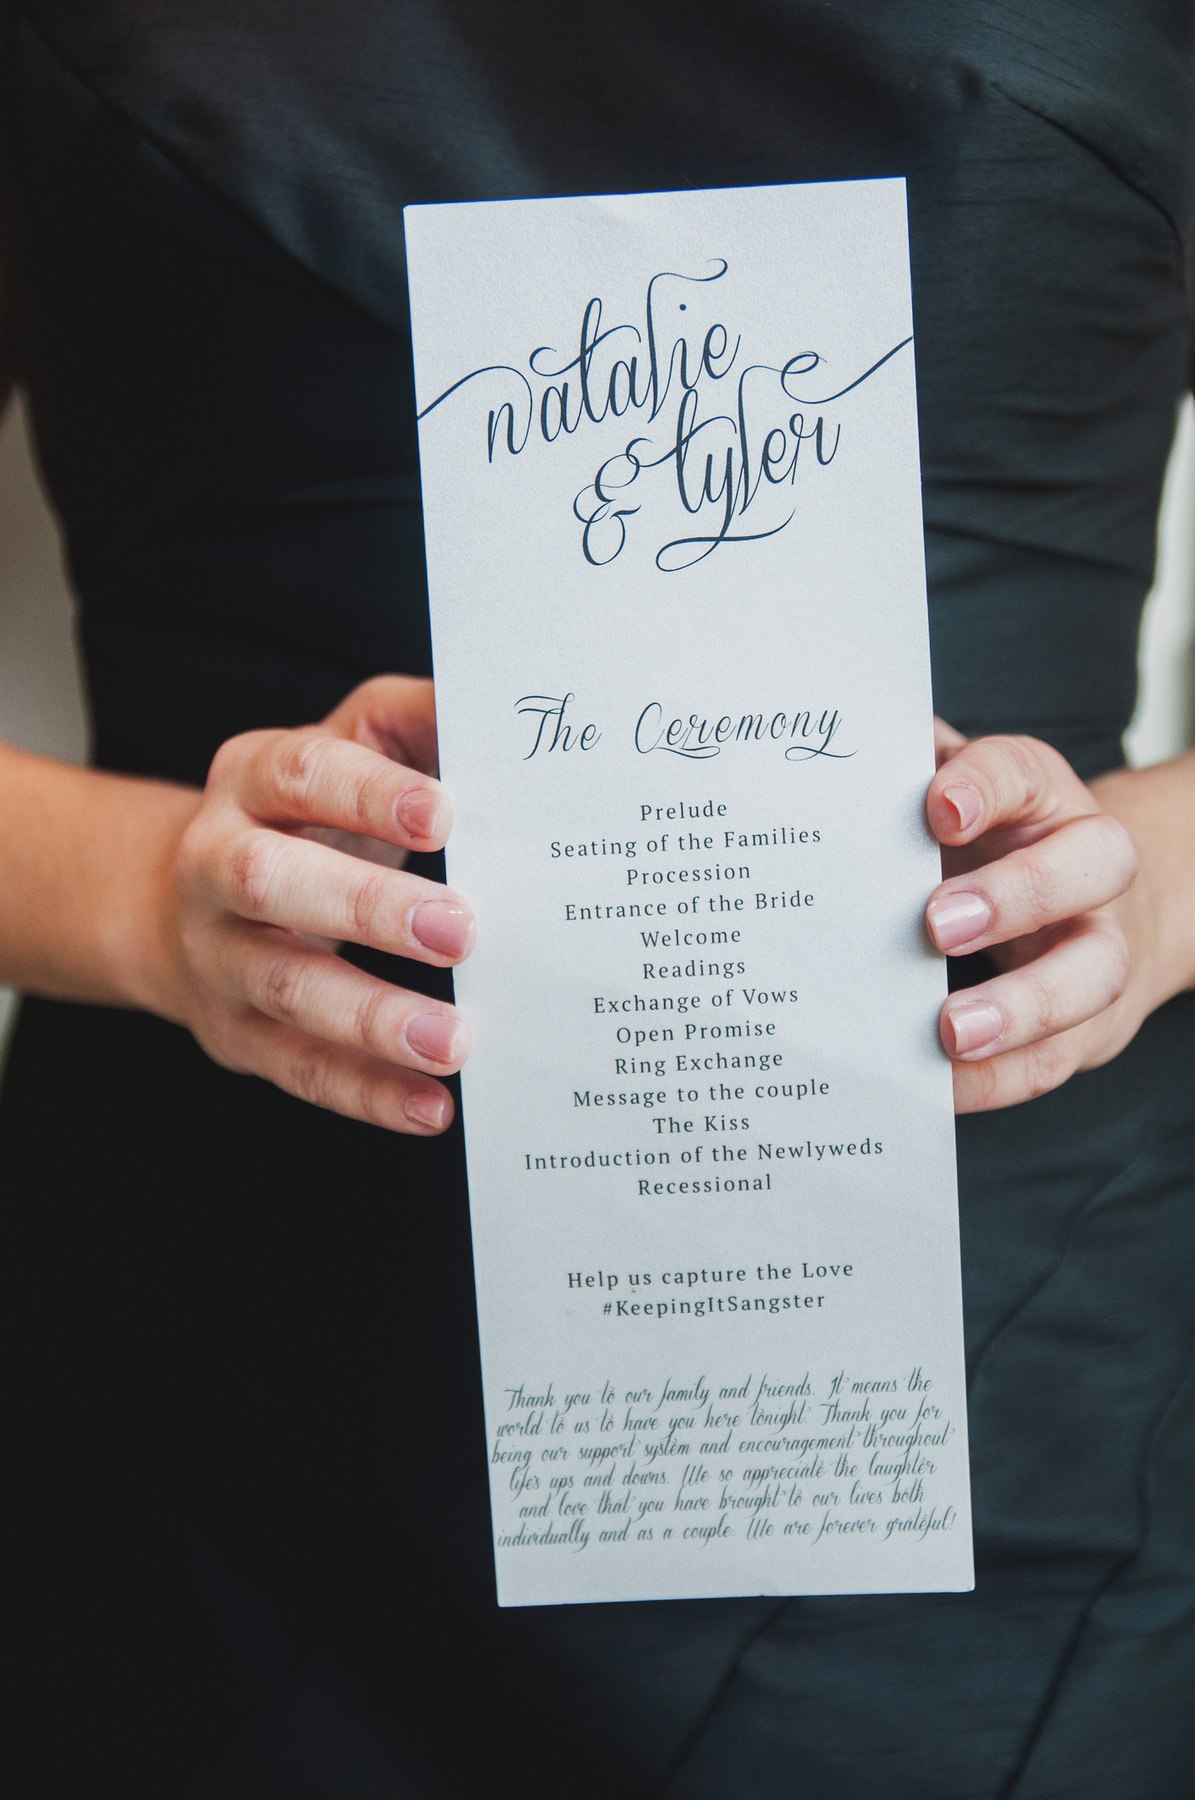 natalie
& tyler
The Ceremony
Prelude
Seating of the Families
Procession
Entrance of the Bride
Welcome
Readings
Exchange of Vows
Open Promise
Ring Exchange
Message to the couple
The Kiss
Introduction of the Newlyweds
Recessional
Help us capture the Love
#KeepingItSangster
Thank you to our family and friends. It means the
world to us to have you here tonight. Thank you for
being our support system and encouragement throughout
life's ups and downs. We so appreciate the laughter
and love that you have brought to our lives both
individually and as a couple. We are forever grateful!